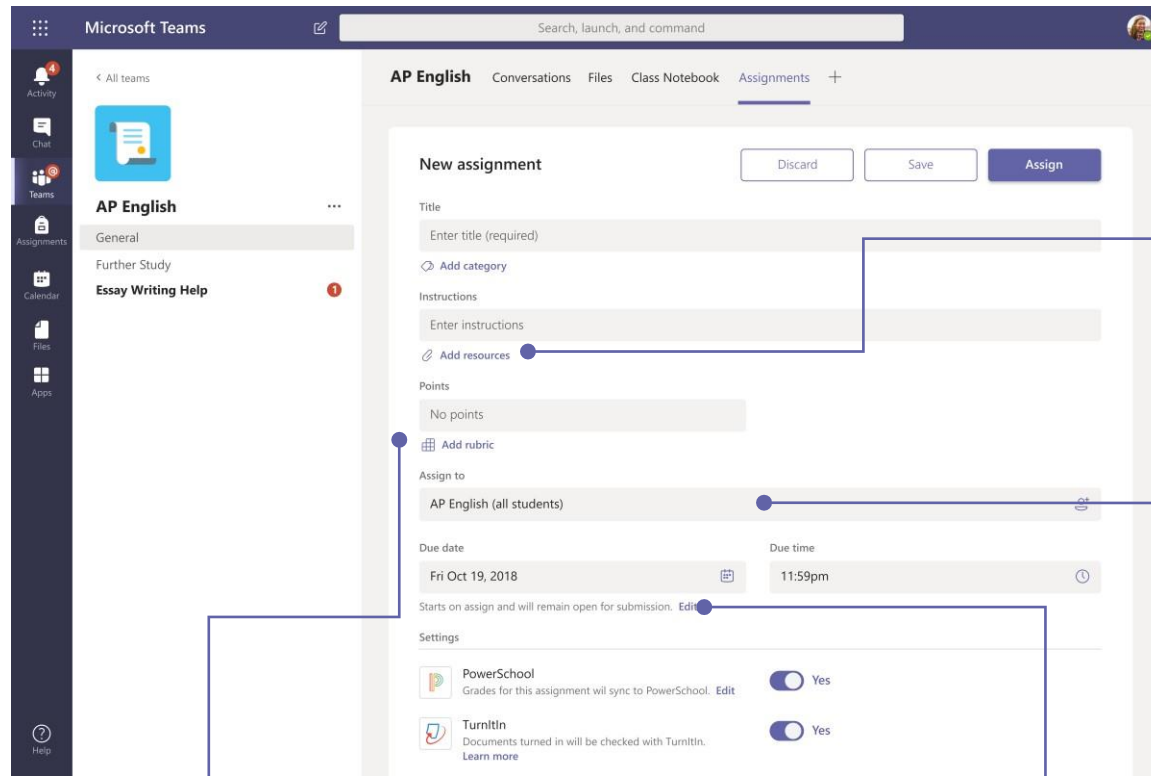 Microsoft Teams
Search, launch, and command
4
Activity
Chat
@
Teams
Assignments
Calendar
Files
Apps
Help
< All teams
AP English
...
General
Further Study
Essay Writing Help 1
AP English Conversations Files Class Notebook Assignments +
New assignment Discard Save Assign
Title
Enter title (required)
Add category
Instructions
Enter instructions
Add resources
Points
No points
Add rubric
Assign to
AP English (all students)
Due date Due time
Fri Oct 19, 2018 11:59pm
Starts on assign and will remain open for submission. Edit
Settings
PowerSchool
Grades for this assignment wil sync to PowerSchool. Edit
Yes
TurnItIn
Documents turned in will be checked with TurnItIn.
Learn more
Yes